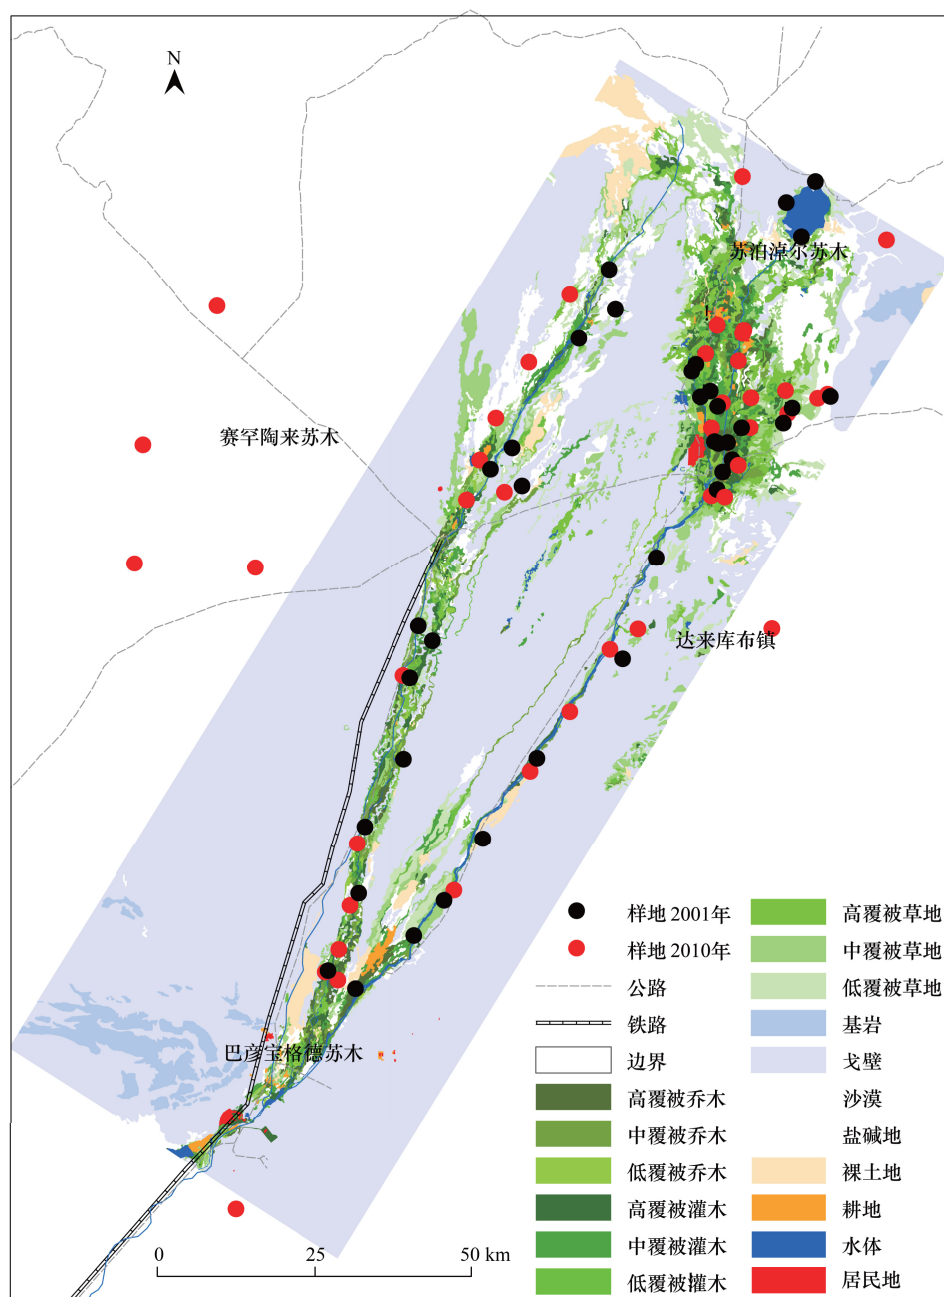 N
苏泊淖尔苏木
赛罕陶来苏木
达来库布镇
巴彦宝格德苏木
0 25 50 km
样地 2001年
样地 2010年
公路
铁路
边界
高覆被乔木
中覆被乔木
低覆被乔木
高覆被灌木
中覆被灌木
低覆被灌木
高覆被草地
中覆被草地
低覆被草地
基岩
戈壁
沙漠
盐碱地
裸土地
耕地
水体
居民地